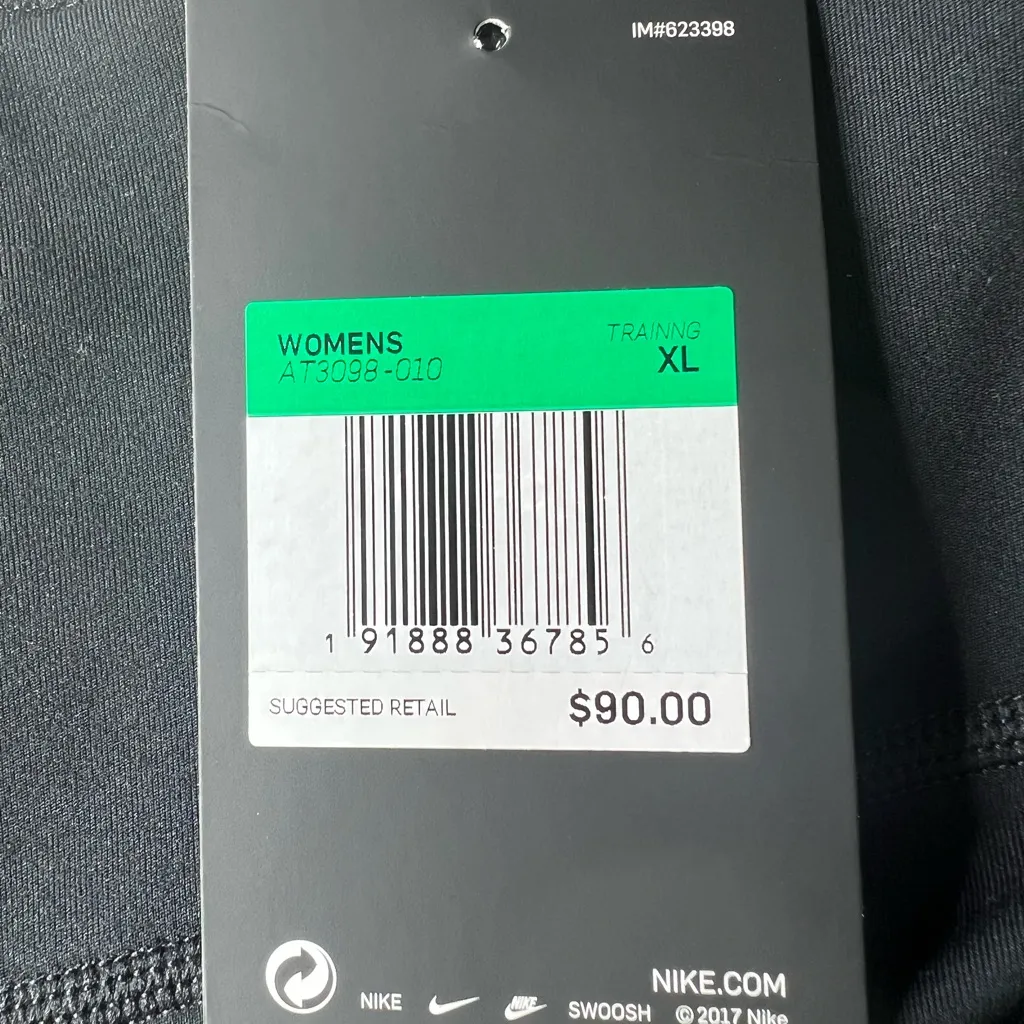 IM#623398
WOMENS
TRAINNG
AT3098-010
XL
1 91888 36785 6
SUGGESTED RETAIL $90.00
NIKE.COM
NIKE NIKE SWOOSH © 2017 Nike